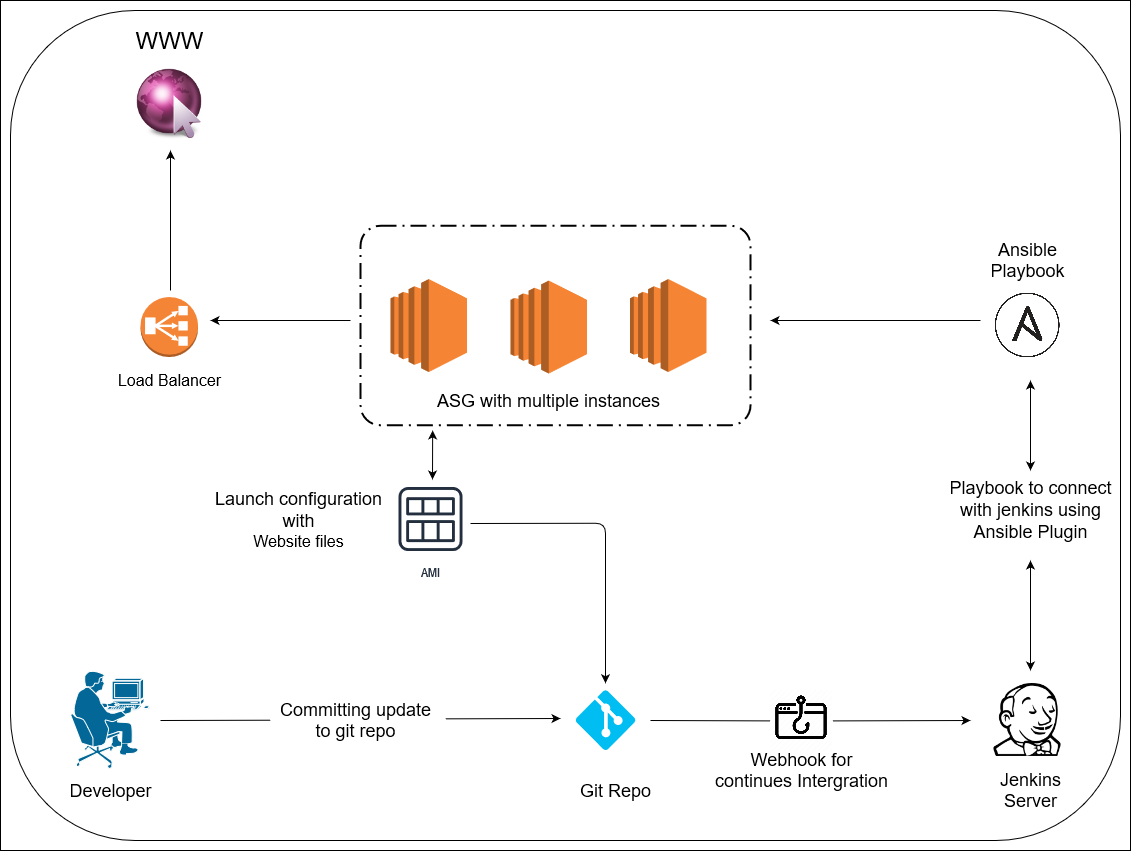 WWW
Ansible
Playbook
Load Balancer
ASG with multiple instances
Launch configuration
with
Website files
AMI
Playbook to connect
with jenkins using
Ansible Plugin
Committing update
to git repo
Developer
Git Repo
Webhook for
continues Intergration
Jenkins
Server